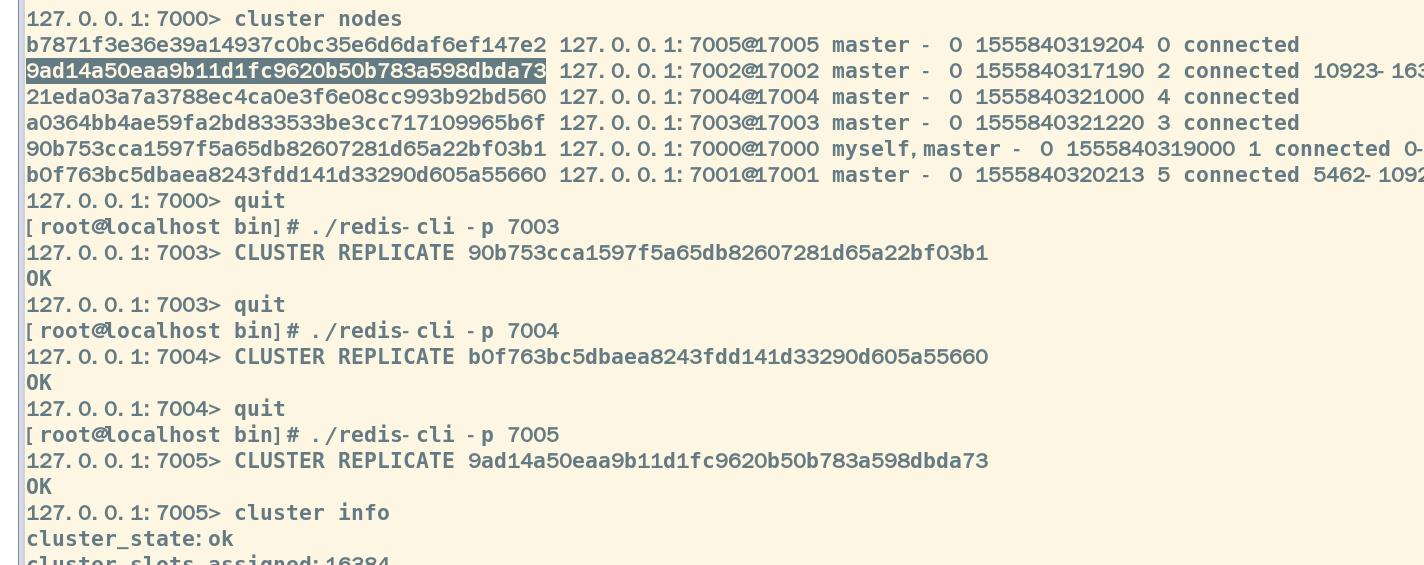 127.0.0.1:7000> cluster nodes
b7871f3e36e39a14937c0bc35e6d6daf6ef147e2 127.0.0.1:7005@17005 master - 0 1555840319204 0 connected
9ad14a50eaa9b11d1fc9620b50b783a598dbda73 127.0.0.1:7002@17002 master - 0 1555840317190 2 connected 10923-163
21eda03a7a3788ec4ca0e3f6e08cc993b92bd560 127.0.0.1:7004@17004 master - 0 1555840321000 4 connected
a0364bb4ae59fa2bd833533be3cc717109965b6f 127.0.0.1:7003@17003 master - 0 1555840321220 3 connected
90b753cca1597f5a65db82607281d65a22bf03b1 127.0.0.1:7000@17000 myself,master - 0 1555840319000 1 connected 0-
b0f763bc5dbaea8243fdd141d33290d605a55660 127.0.0.1:7001@17001 master - 0 1555840320213 5 connected 5462-1092
127.0.0.1:7000> quit
[root@localhost bin]# ./redis-cli -p 7003
127.0.0.1:7003> CLUSTER REPLICATE 90b753cca1597f5a65db82607281d65a22bf03b1
OK
127.0.0.1:7003> quit
[root@localhost bin]# ./redis-cli -p 7004
127.0.0.1:7004> CLUSTER REPLICATE b0f763bc5dbaea8243fdd141d33290d605a55660
OK
127.0.0.1:7004> quit
[root@localhost bin]# ./redis-cli -p 7005
127.0.0.1:7005> CLUSTER REPLICATE 9ad14a50eaa9b11d1fc9620b50b783a598dbda73
OK
127.0.0.1:7005> cluster info
cluster_state:ok
cluster_slots_assigned:16384